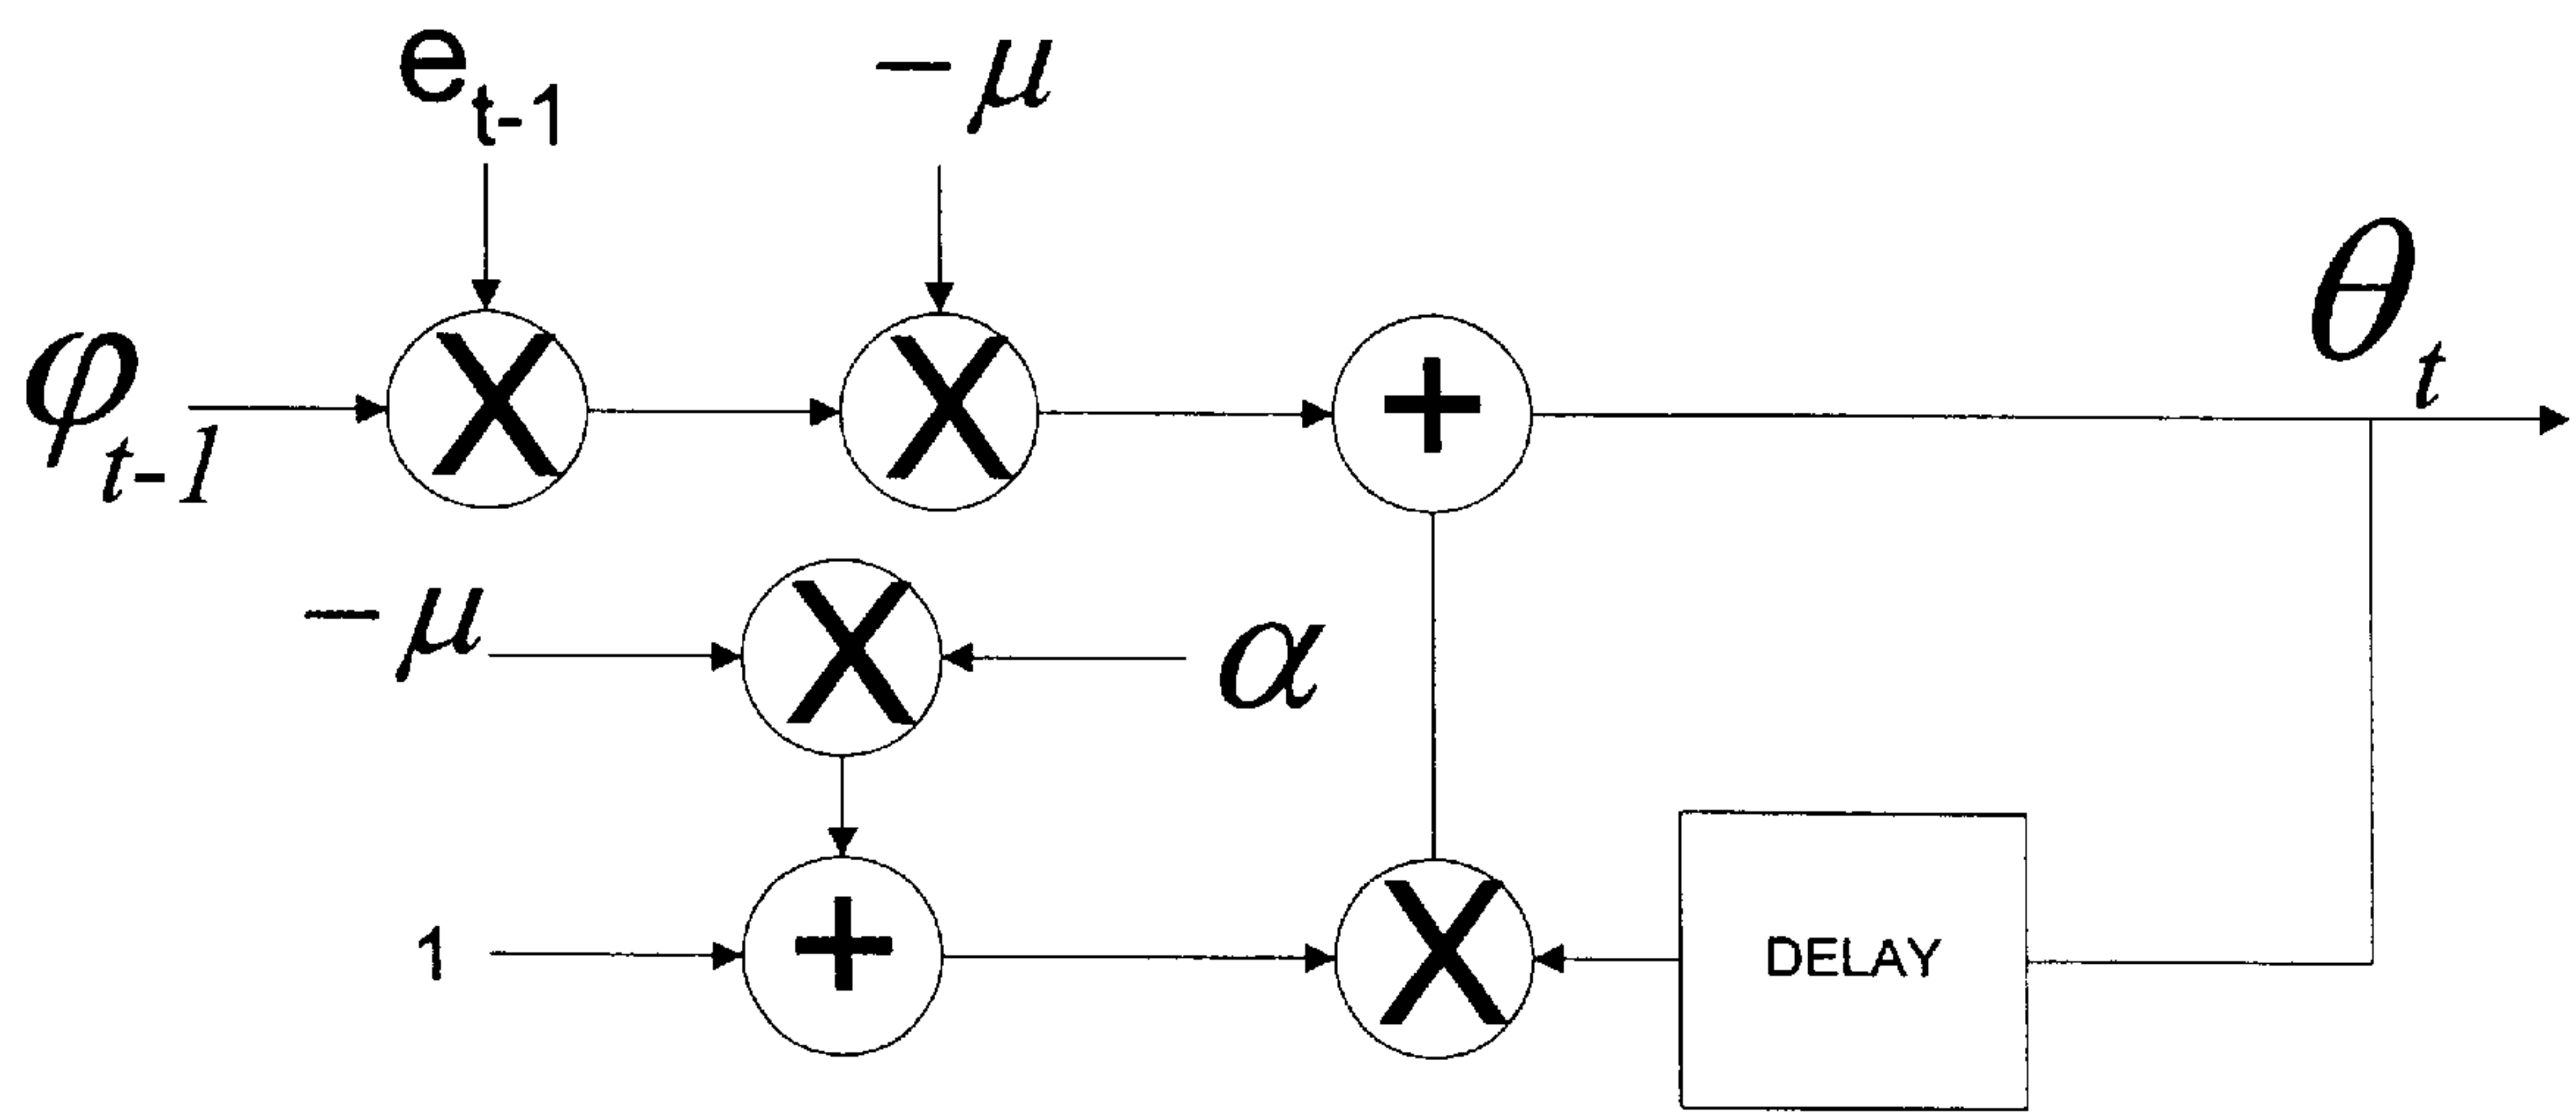 e_{t-1}
−μ
φ_{t-1}
X
X
+
θ_t
−μ
X
α
1
+
X
DELAY